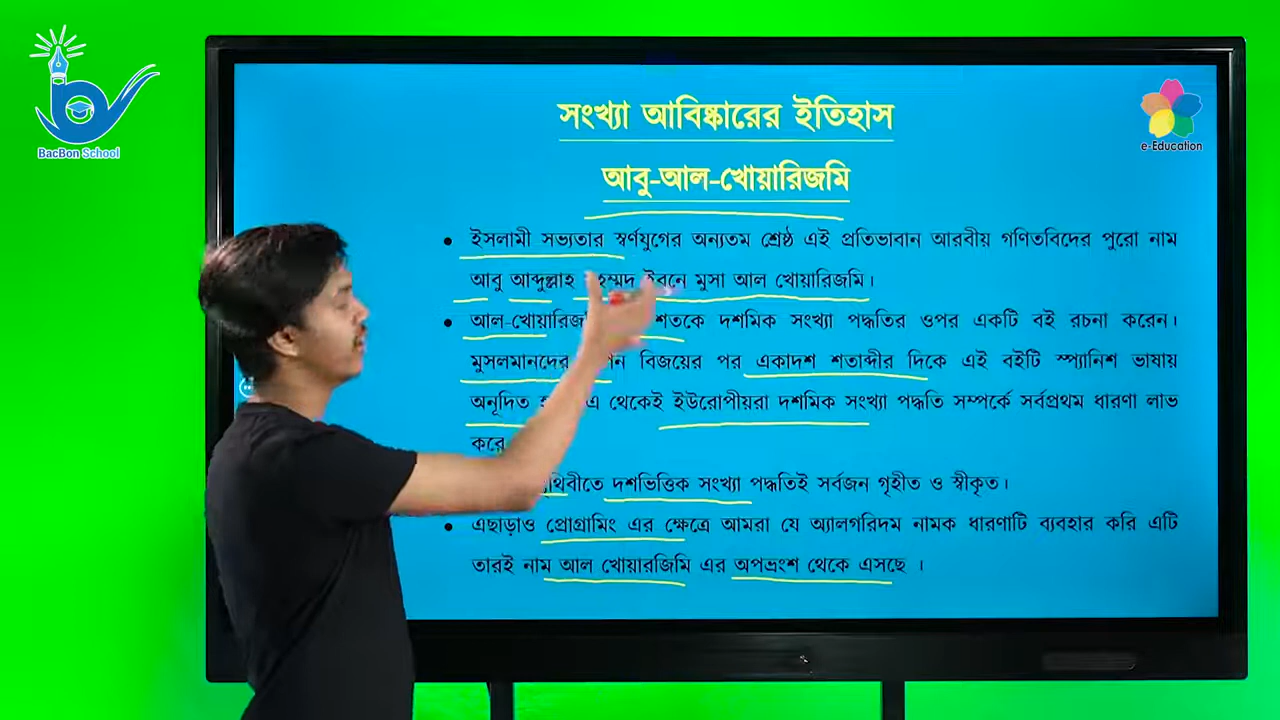 BacBon School
e-Education
সংখ্যা আবিষ্কারের ইতিহাস
আবু-আল-খোয়ারিজমি
ইসলামী সভ্যতার স্বর্ণযুগের অন্যতম শ্রেষ্ঠ এই প্রতিভাবান আরবীয় গণিতবিদের পুরো নাম
আবু আব্দুল্লাহ ইবনে মুসা আল খোয়ারিজমি।
শতকে দশমিক সংখ্যা পদ্ধতির ওপর একটি বই রচনা করেন।
মুসলমানদের বিজয়ের পর একাদশ শতাব্দীর দিকে এই বইটি স্প্যানিশ ভাষায়
অনূদিত এ থেকেই ইউরোপীয়রা দশমিক সংখ্যা পদ্ধতি সম্পর্কে সর্বপ্রথম ধারণা লাভ
করে
দশভিত্তিক সংখ্যা পদ্ধতিই সর্বজন গৃহীত ও স্বীকৃত।
এছাড়াও প্রোগ্রামিং এর ক্ষেত্রে আমরা যে অ্যালগরিদম নামক ধারণাটি ব্যবহার করি এটি
তারই নাম আল খোয়ারজিমি এর অপভ্রংশ থেকে এসছে ।